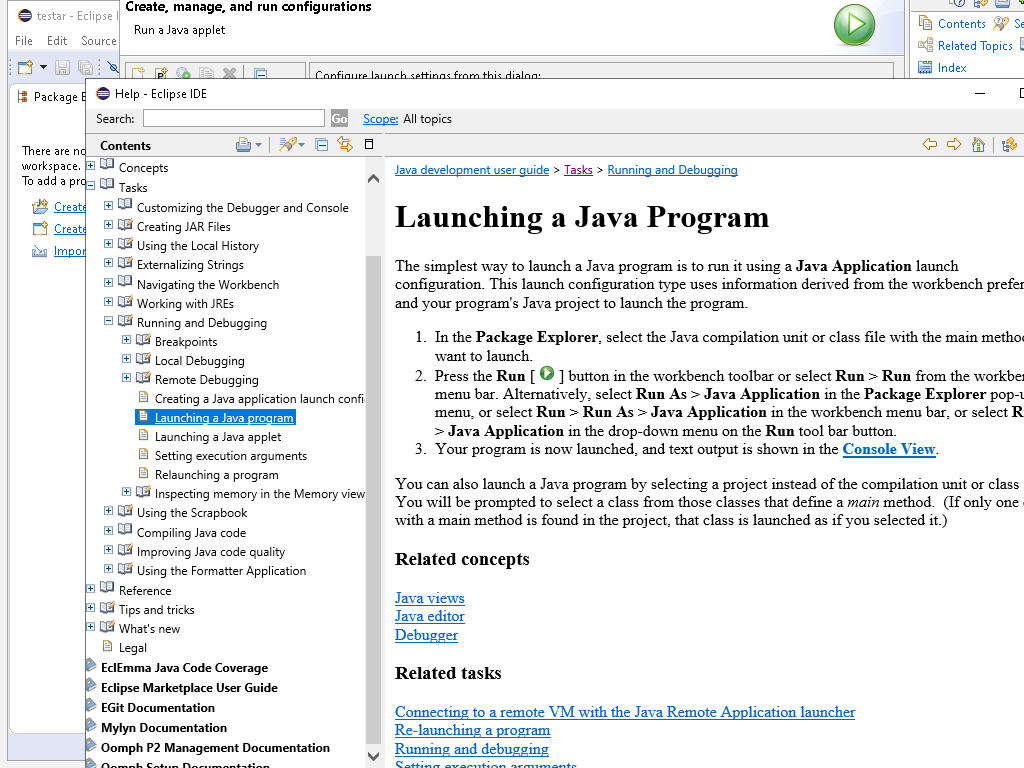 testar - Eclipse I
File Edit Source
Package E
There are no
workspace.
To add a pro
Create
Create
Impor
Create, manage, and run configurations
Run a Java applet
Configure launch settings from this dialog:
Contents
Related Topics
Index
Help - Eclipse IDE
Search:
Go
Scope: All topics
Contents
Concepts
Tasks
Customizing the Debugger and Console
Creating JAR Files
Using the Local History
Externalizing Strings
Navigating the Workbench
Working with JREs
Running and Debugging
Breakpoints
Local Debugging
Remote Debugging
Creating a Java application launch confi
Launching a Java program
Launching a Java applet
Setting execution arguments
Relaunching a program
Inspecting memory in the Memory view
Using the Scrapbook
Compiling Java code
Improving Java code quality
Using the Formatter Application
Reference
Tips and tricks
What's new
Legal
EclEmma Java Code Coverage
Eclipse Marketplace User Guide
EGit Documentation
Mylyn Documentation
Oomph P2 Management Documentation
Oomph Setup Documentation
Java development user guide > Tasks > Running and Debugging
Launching a Java Program
The simplest way to launch a Java program is to run it using a Java Application launch
configuration. This launch configuration type uses information derived from the workbench prefer
and your program's Java project to launch the program.
1. In the Package Explorer, select the Java compilation unit or class file with the main metho
want to launch.
2. Press the Run [ ] button in the workbench toolbar or select Run > Run from the workben
menu bar. Alternatively, select Run As > Java Application in the Package Explorer pop-u
menu, or select Run > Run As > Java Application in the workbench menu bar, or select R
> Java Application in the drop-down menu on the Run tool bar button.
3. Your program is now launched, and text output is shown in the Console View.
You can also launch a Java program by selecting a project instead of the compilation unit or class
You will be prompted to select a class from those classes that define a main method. (If only one
with a main method is found in the project, that class is launched as if you selected it.)
Related concepts
Java views
Java editor
Debugger
Related tasks
Connecting to a remote VM with the Java Remote Application launcher
Re-launching a program
Running and debugging
Setting execution arguments